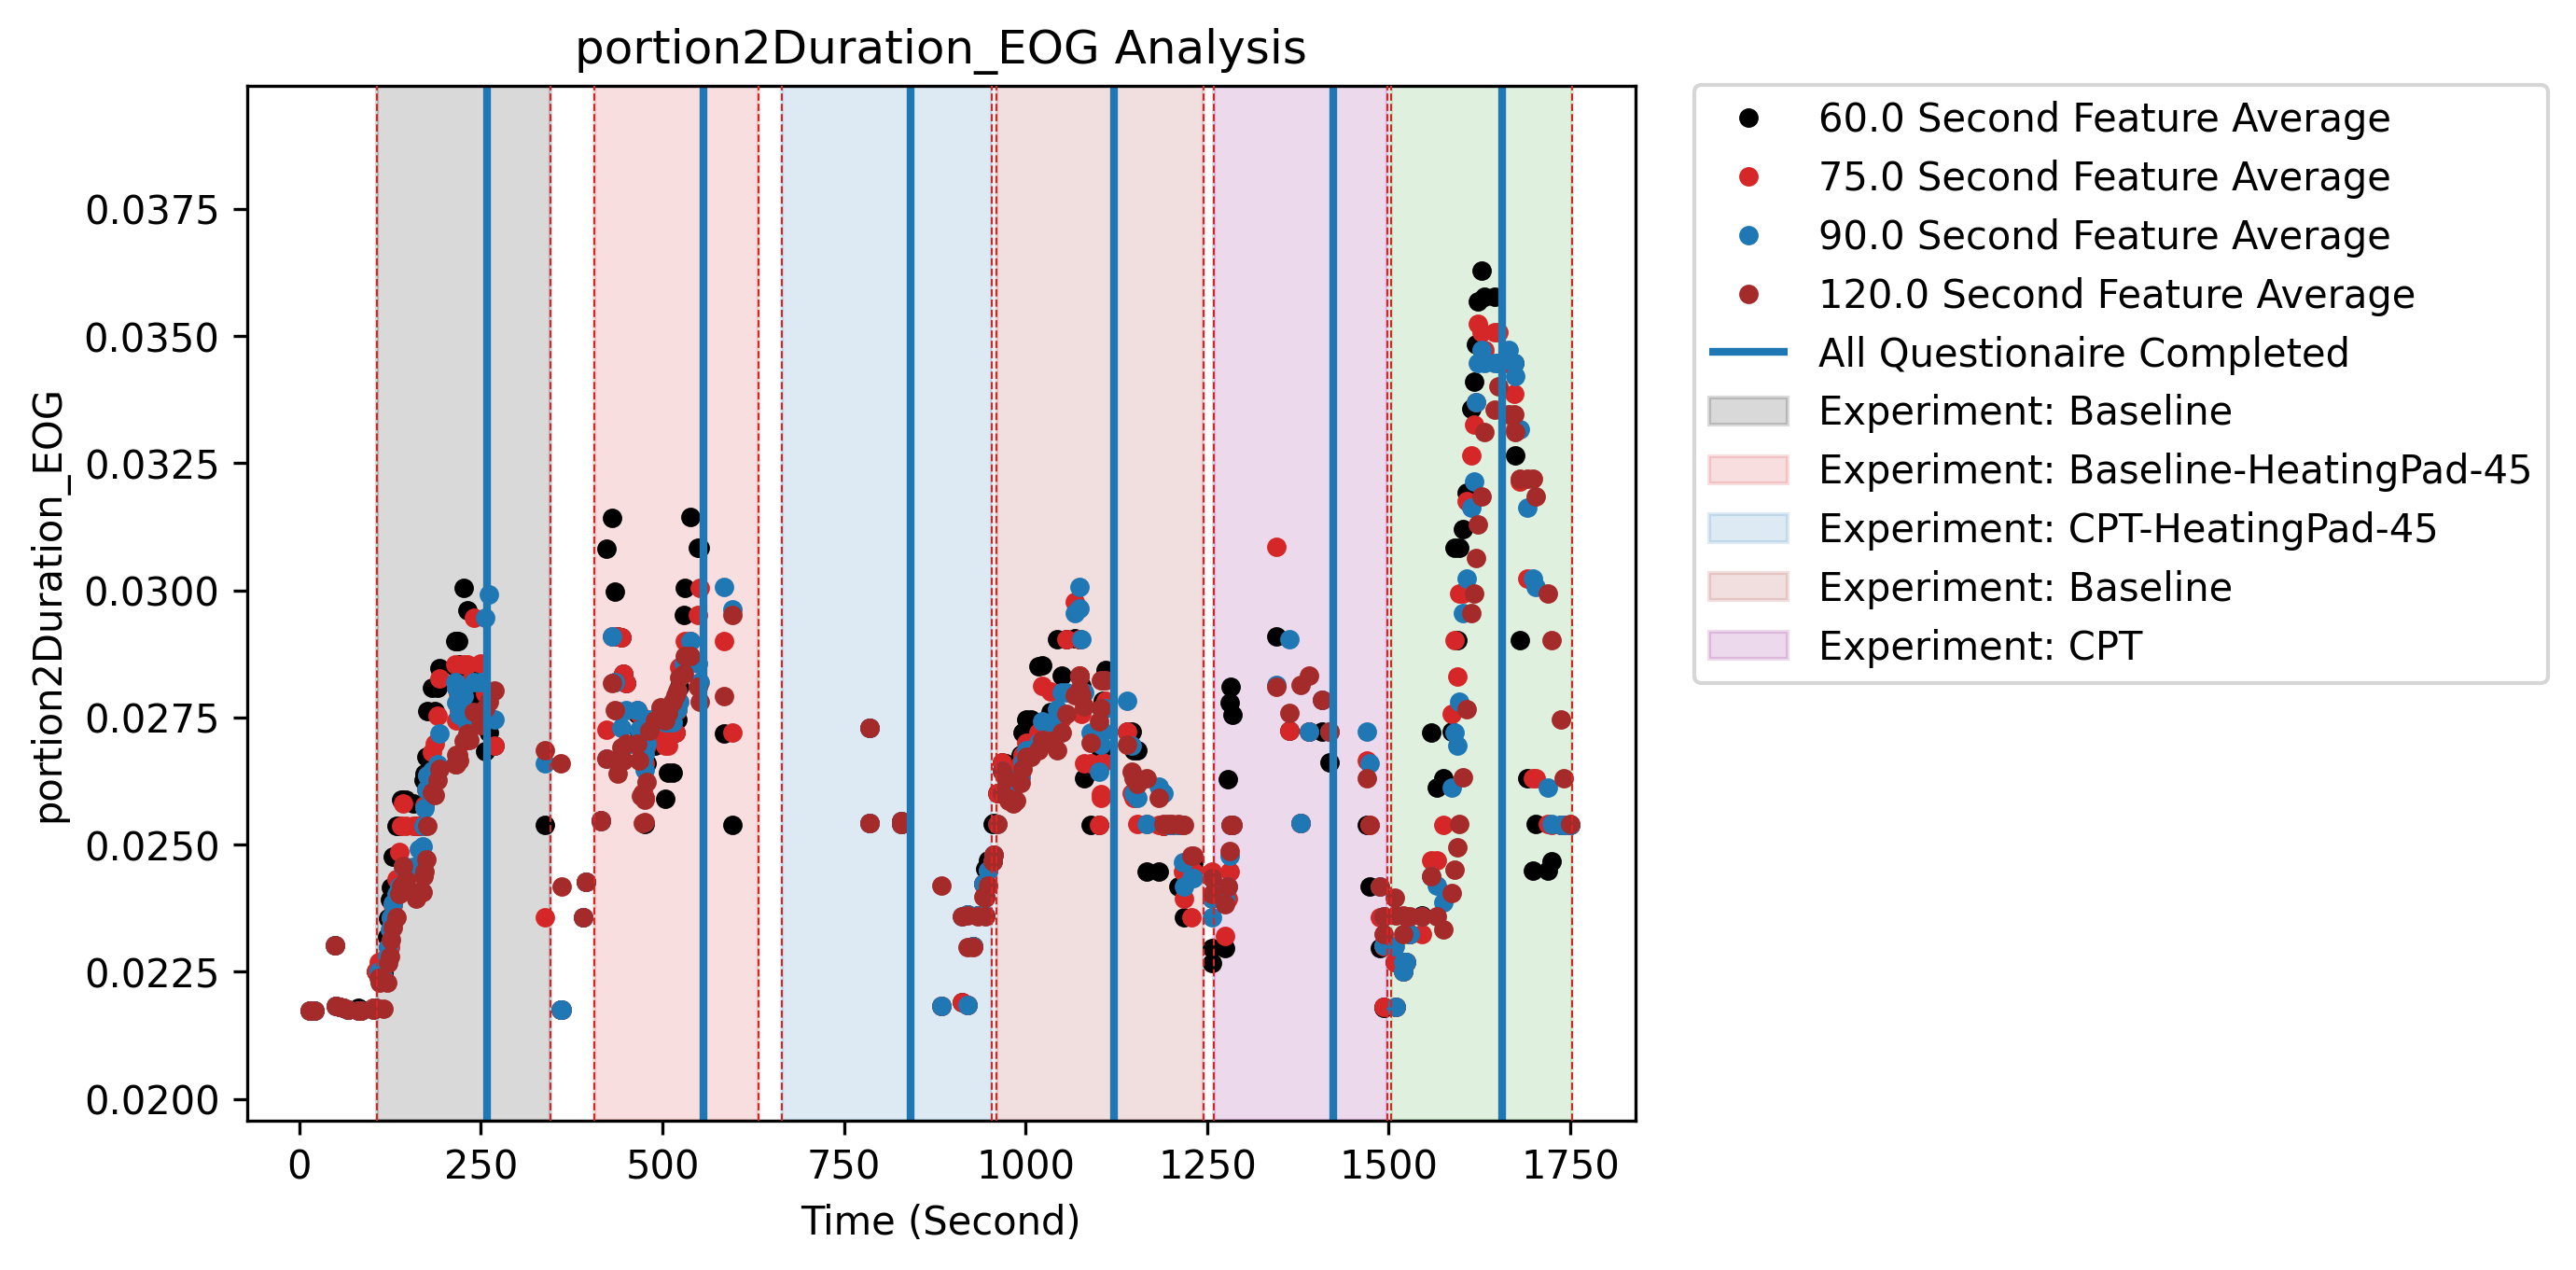 portion2Duration_EOG Analysis
portion2Duration_EOG
0.0375
0.0350
0.0325
0.0300
0.0275
0.0250
0.0225
0.0200
0 250 500 750 1000 1250 1500 1750
Time (Second)
60.0 Second Feature Average
75.0 Second Feature Average
90.0 Second Feature Average
120.0 Second Feature Average
All Questionaire Completed
Experiment: Baseline
Experiment: Baseline-HeatingPad-45
Experiment: CPT-HeatingPad-45
Experiment: Baseline
Experiment: CPT